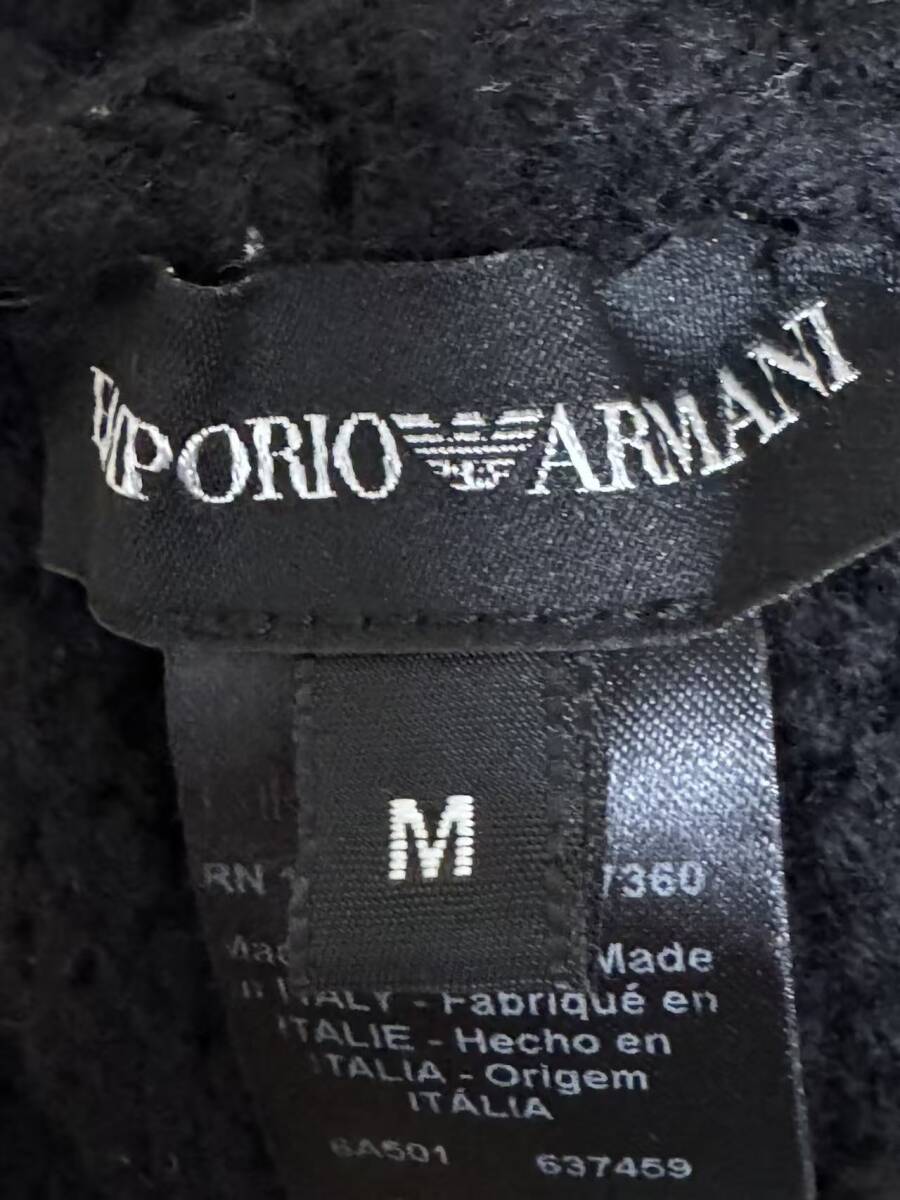 EMPORIO ARMANI
M
RN 7360
Made
ITALY - Fabriqué en
ITALIE - Hecho en
ITALIA - Origem
ITÁLIA
6A501 637459